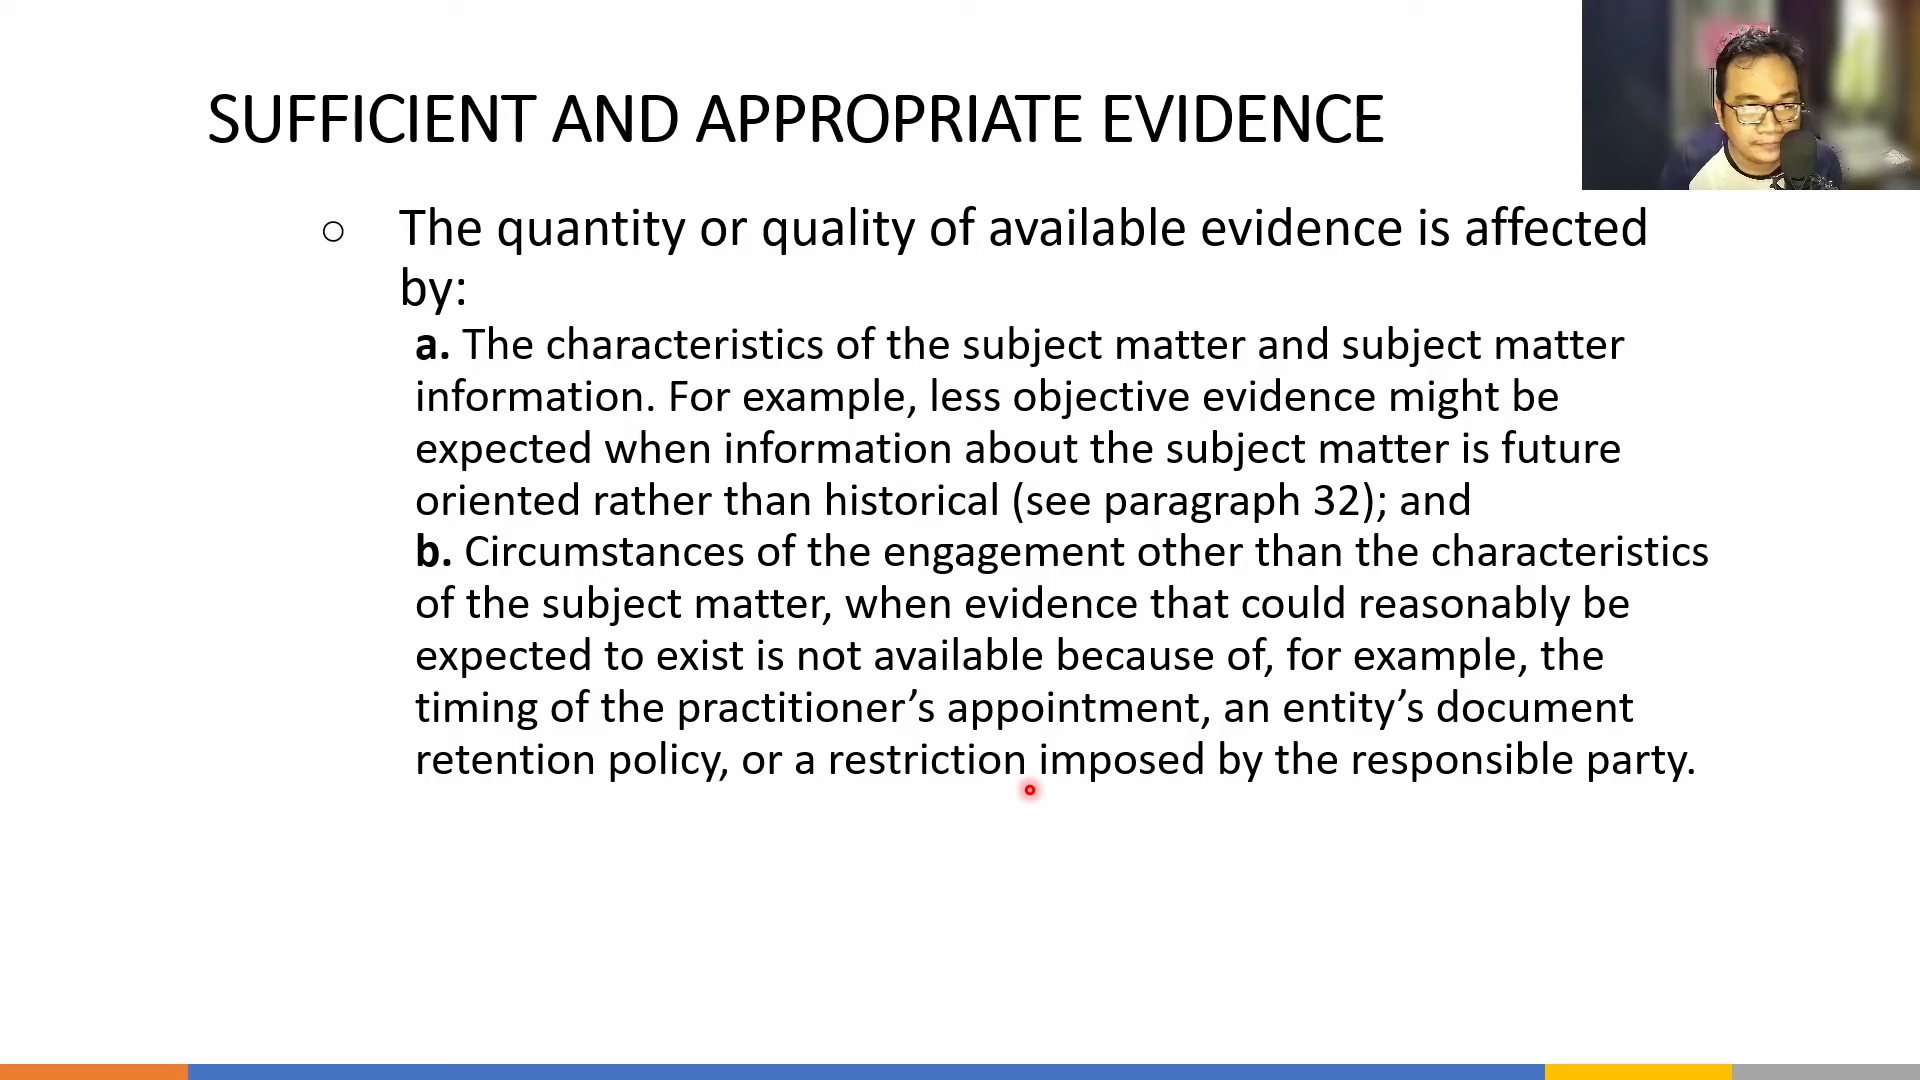 SUFFICIENT AND APPROPRIATE EVIDENCE
○ The quantity or quality of available evidence is affected
by:
a. The characteristics of the subject matter and subject matter
information. For example, less objective evidence might be
expected when information about the subject matter is future
oriented rather than historical (see paragraph 32); and
b. Circumstances of the engagement other than the characteristics
of the subject matter, when evidence that could reasonably be
expected to exist is not available because of, for example, the
timing of the practitioner’s appointment, an entity’s document
retention policy, or a restriction imposed by the responsible party.